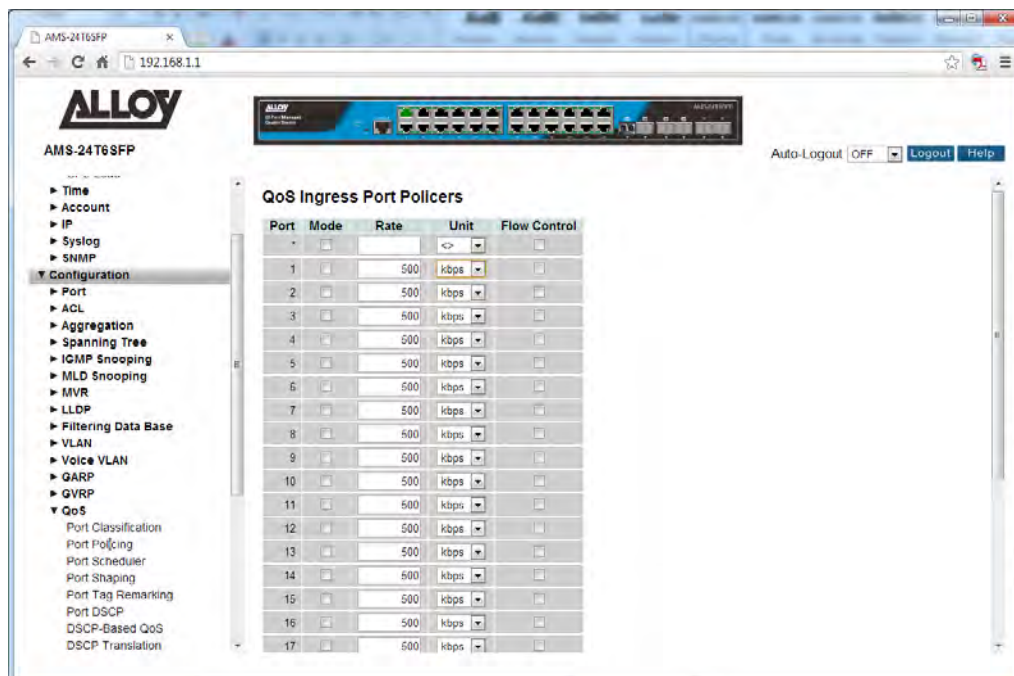 AMS-24T6SFP
192.168.1.1
ALLOY
ALLOY
AMS-24T6SFP
Auto-Logout OFF Logout Help
Time
Account
IP
Syslog
SNMP
Configuration
Port
ACL
Aggregation
Spanning Tree
IGMP Snooping
MLD Snooping
MVR
LLDP
Filtering Data Base
VLAN
Voice VLAN
GARP
GVRP
QoS
Port Classification
Port Policing
Port Scheduler
Port Shaping
Port Tag Remarking
Port DSCP
DSCP-Based QoS
DSCP Translation
QoS Ingress Port Policers
Port Mode Rate Unit Flow Control
* <>
1 500 kbps
2 500 kbps
3 500 kbps
4 500 kbps
5 500 kbps
6 500 kbps
7 500 kbps
8 500 kbps
9 500 kbps
10 500 kbps
11 500 kbps
12 500 kbps
13 500 kbps
14 500 kbps
15 500 kbps
16 500 kbps
17 500 kbps